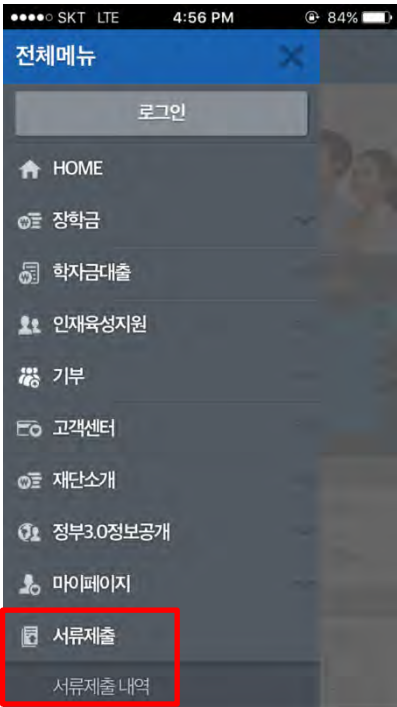 SKT LTE 4:56 PM 84%
전체메뉴
로그인
HOME
장학금
학자금대출
인재육성지원
기부
고객센터
재단소개
정부3.0정보공개
마이페이지
서류제출
서류제출 내역